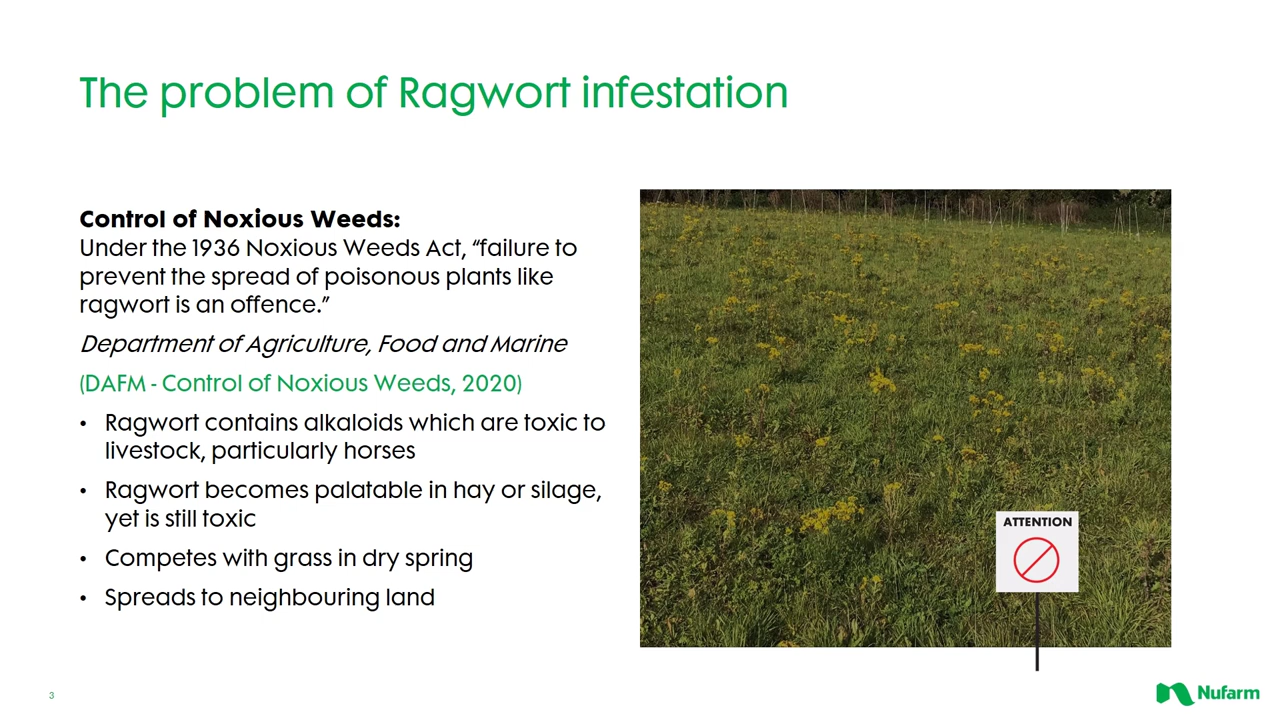 The problem of Ragwort infestation
Control of Noxious Weeds:
Under the 1936 Noxious Weeds Act, “failure to
prevent the spread of poisonous plants like
ragwort is an offence.”
Department of Agriculture, Food and Marine
(DAFM - Control of Noxious Weeds, 2020)
• Ragwort contains alkaloids which are toxic to
livestock, particularly horses
• Ragwort becomes palatable in hay or silage,
yet is still toxic
• Competes with grass in dry spring
• Spreads to neighbouring land
ATTENTION
3
Nufarm